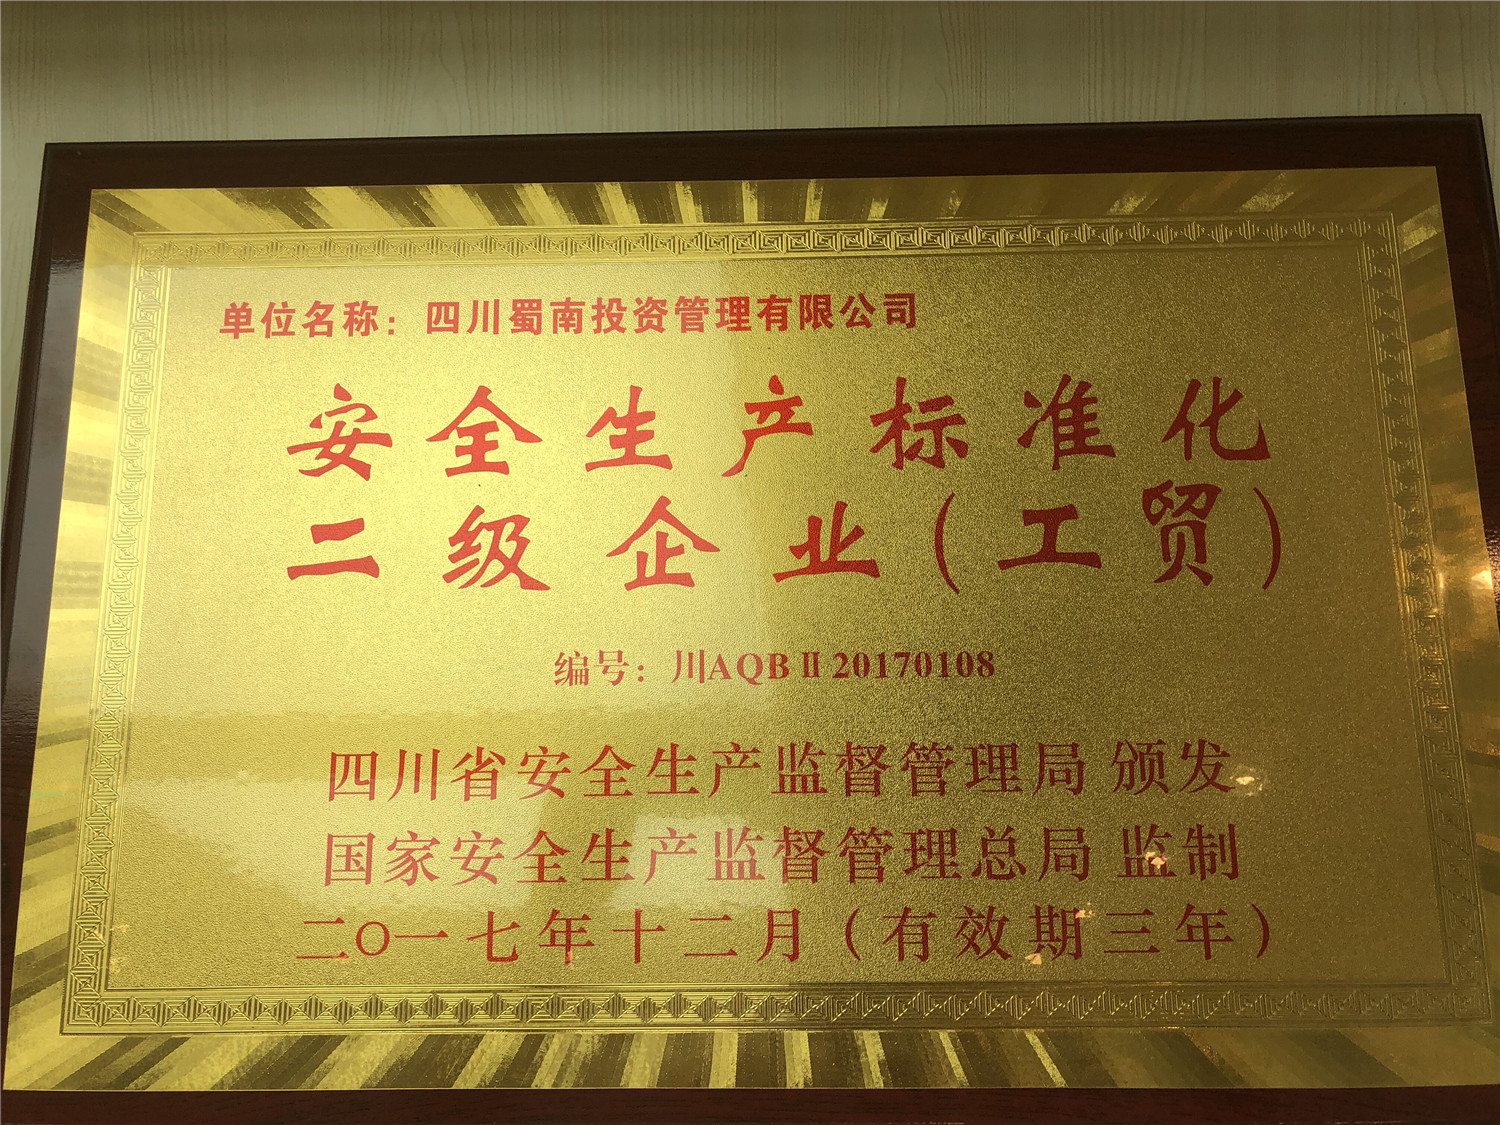 单位名称：四川蜀南投资管理有限公司
安全生产标准化
二级企业（工贸）
编号：川AQBⅡ20170108
四川省安全生产监督管理局 颁发
国家安全生产监督管理总局 监制
二〇一七年十二月（有效期三年）